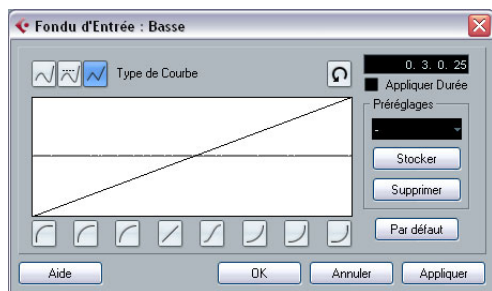 Fondu d'Entrée : Basse
Type de Courbe
0. 3. 0. 25
Appliquer Durée
Préréglages
-
Stocker
Supprimer
Par défaut
Aide
OK
Annuler
Appliquer